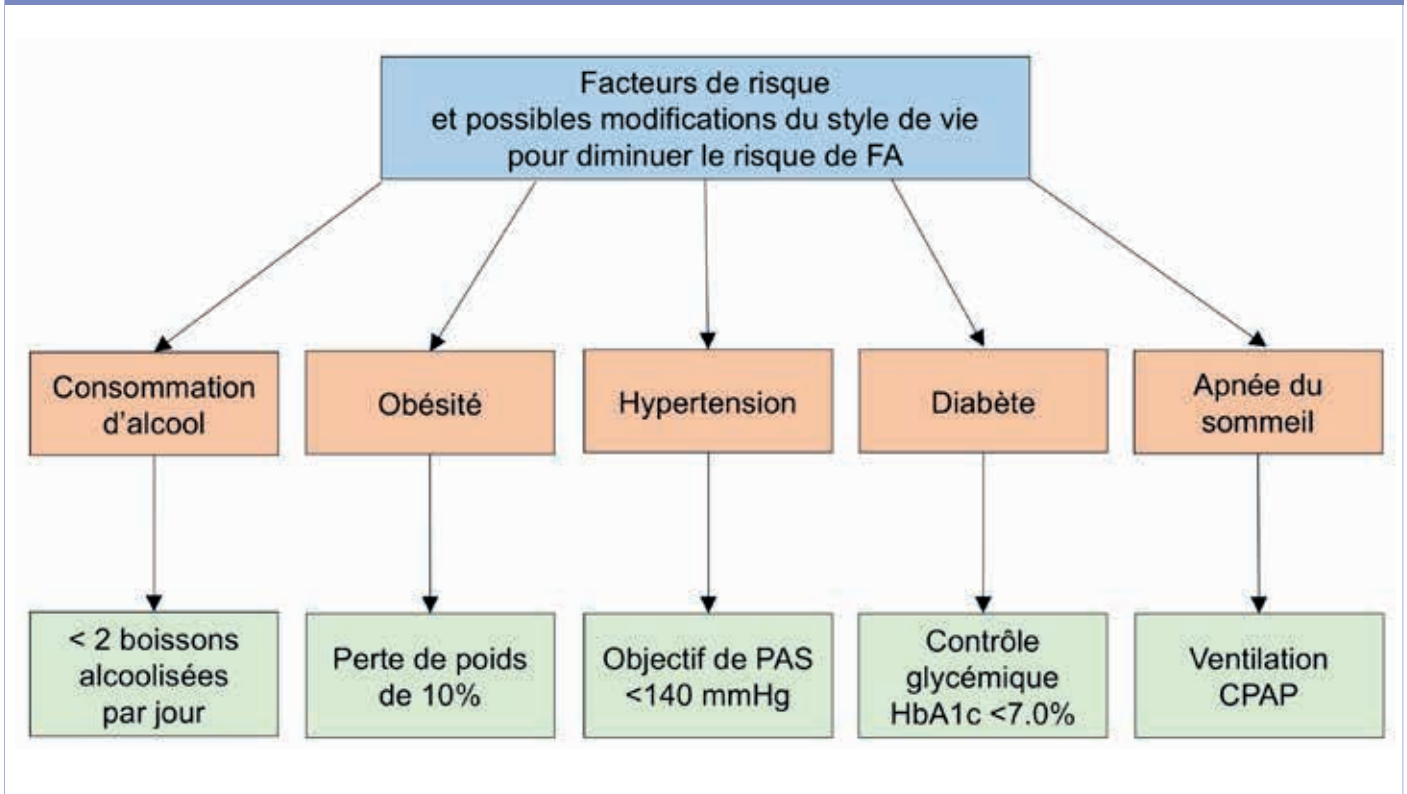 Facteurs de risque
et possibles modifications du style de vie
pour diminuer le risque de FA
Consommation
d'alcool
Obésité
Hypertension
Diabète
Apnée du
sommeil
< 2 boissons
alcoolisées
par jour
Perte de poids
de 10%
Objectif de PAS
<140 mmHg
Contrôle
glycémique
HbA1c <7.0%
Ventilation
CPAP